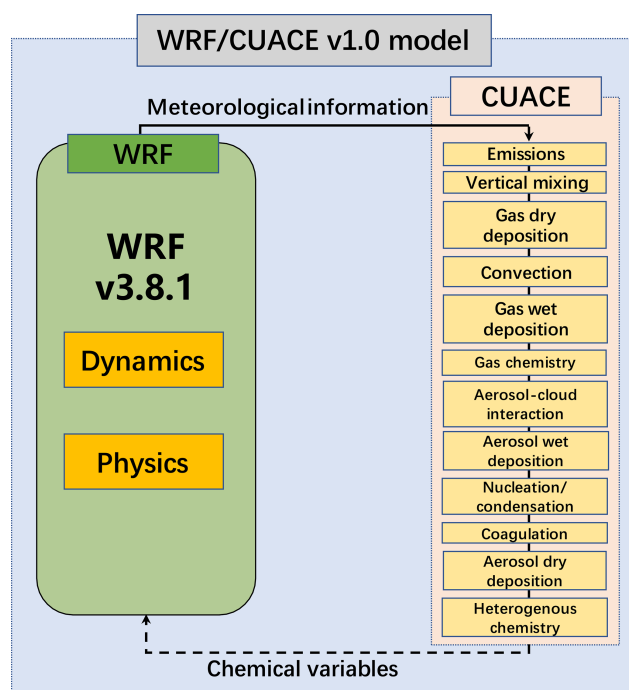 WRF/CUACE v1.0 model
CUACE
Meteorological information
WRF
WRF
v3.8.1
Dynamics
Physics
Emissions
Vertical mixing
Gas dry
deposition
Convection
Gas wet
deposition
Gas chemistry
Aerosol-cloud
interaction
Aerosol wet
deposition
Nucleation/
condensation
Coagulation
Aerosol dry
deposition
Heterogenous
chemistry
Chemical variables